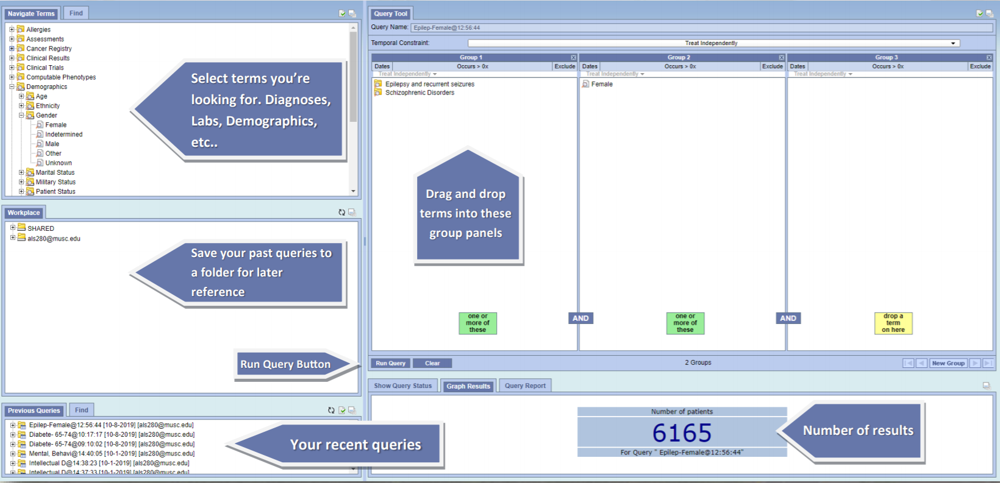 Navigate Terms Find
Allergies
Assessments
Cancer Registry
Clinical Results
Clinical Trials
Computable Phenotypes
Demographics
Age
Ethnicity
Gender
Female
Indetermined
Male
Other
Unknown
Marital Status
Military Status
Patient Status
Select terms you're
looking for. Diagnoses,
Labs, Demographics,
etc..
Workplace
SHARED
als280@musc.edu
Save your past queries to
a folder for later
reference
Run Query Button
Previous Queries Find
Epilep-Female@12:56:44 [10-8-2019] [als280@musc.edu]
Diabete- 65-74@10:17:17 [10-8-2019] [als280@musc.edu]
Diabete- 65-74@09:10:02 [10-8-2019] [als280@musc.edu]
Mental, Behavi@14:40:05 [10-1-2019] [als280@musc.edu]
Intellectual D@14:38:23 [10-1-2019] [als280@musc.edu]
Intellectual D@14:37:33 [10-1-2019] [als280@musc.edu]
Your recent queries
Query Tool
Query Name: Epilep-Female@12:56:44
Temporal Constraint: Treat Independently
Group 1
Dates Occurs > 0x Exclude
Treat Independently
Epilepsy and recurrent seizures
Schizophrenic Disorders
Drag and drop
terms into these
group panels
one or
more of
these
AND
Group 2
Dates Occurs > 0x Exclude
Treat Independently
Female
one or
more of
these
AND
Group 3
Dates Occurs > 0x Exclude
Treat Independently
drop a
term
on here
Run Query Clear 2 Groups New Group
Show Query Status Graph Results Query Report
Number of patients
6165
For Query " Epilep-Female@12:56:44"
Number of results